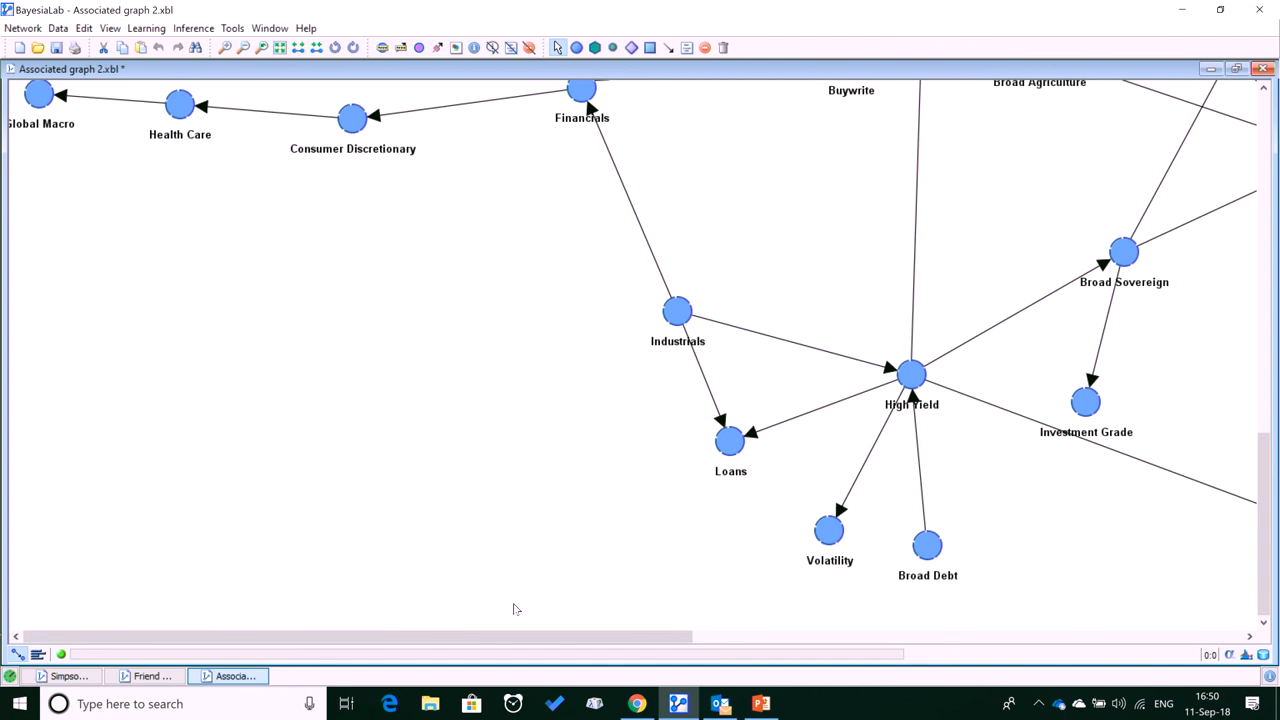 BayesiaLab - Associated graph 2.xbl
Network Data Edit View Learning Inference Tools Window Help
Associated graph 2.xbl *
Buywrite
Broad Agriculture
Global Macro
Health Care
Consumer Discretionary
Financials
Broad Sovereign
Industrials
High Yield
Investment Grade
Loans
Volatility
Broad Debt
0:0
Simpso...
Friend ...
Associa...
Type here to search
ENG
16:50
11-Sep-18